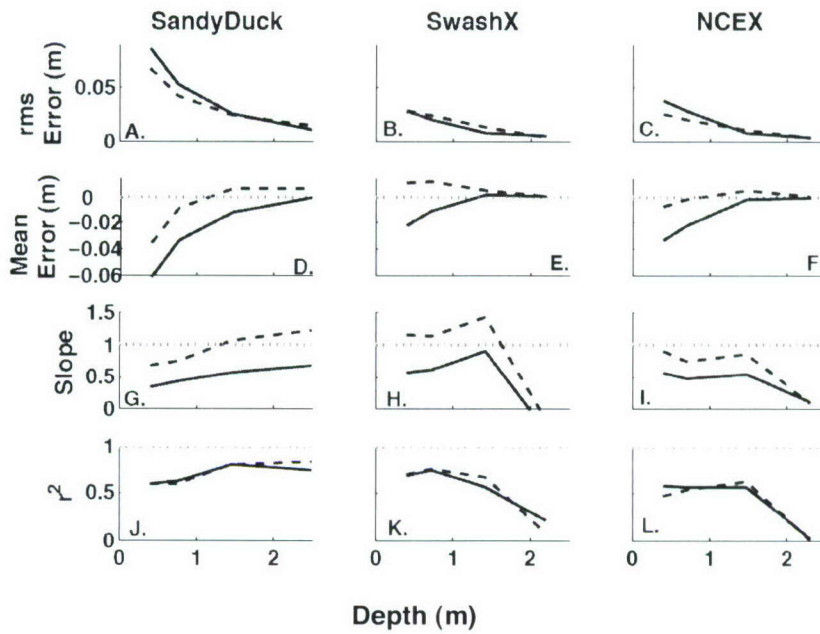 SandyDuck
SwashX
NCEX
rms
Error (m)
0.05
0
A.
B.
C.
Mean
Error (m)
0
-0.02
-0.04
-0.06
D.
E.
F
Slope
1.5
1
0.5
0
G.
H.
I.
r²
1
0.5
0
J.
K.
L.
0 1 2
0 1 2
0 1 2
Depth (m)